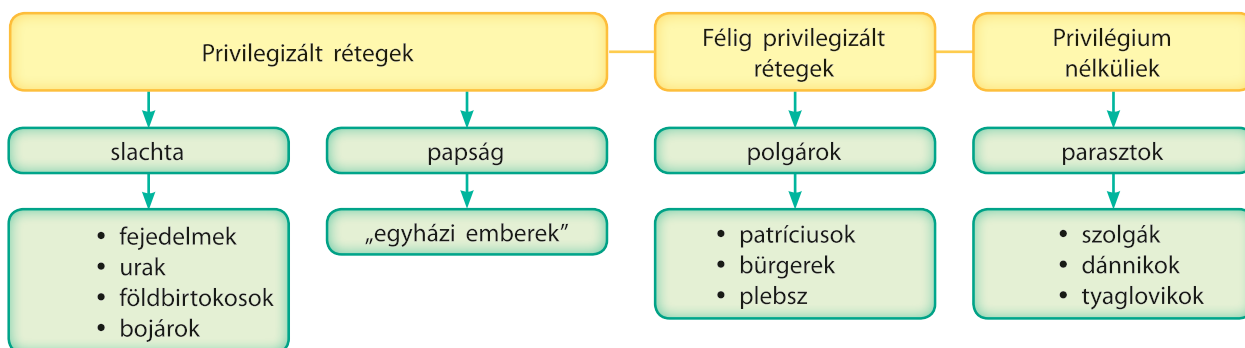 Privilegizált rétegek
Félig privilegizált
rétegek
Privilégium
nélküliek
slachta
papság
polgárok
parasztok
• fejedelmek
• urak
• földbirtokosok
• bojárok
„egyházi emberek”
• patríciusok
• bürgerek
• plebsz
• szolgák
• dánnikok
• tyaglovikok